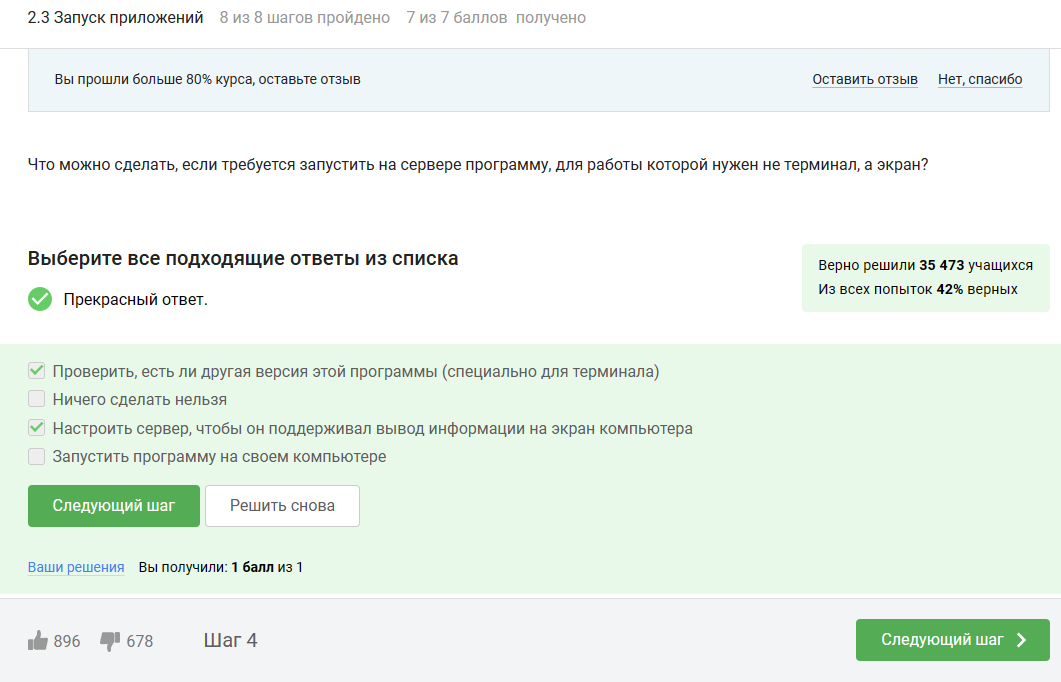 2.3 Запуск приложений 8 из 8 шагов пройдено 7 из 7 баллов получено
Вы прошли больше 80% курса, оставьте отзыв Оставить отзыв Нет, спасибо
Что можно сделать, если требуется запустить на сервере программу, для работы которой нужен не терминал, а экран?
Выберите все подходящие ответы из списка
Верно решили 35 473 учащихся
Из всех попыток 42% верных
Прекрасный ответ.
Проверить, есть ли другая версия этой программы (специально для терминала)
Ничего сделать нельзя
Настроить сервер, чтобы он поддерживал вывод информации на экран компьютера
Запустить программу на своем компьютере
Следующий шаг Решить снова
Ваши решения Вы получили: 1 балл из 1
896 678 Шаг 4 Следующий шаг